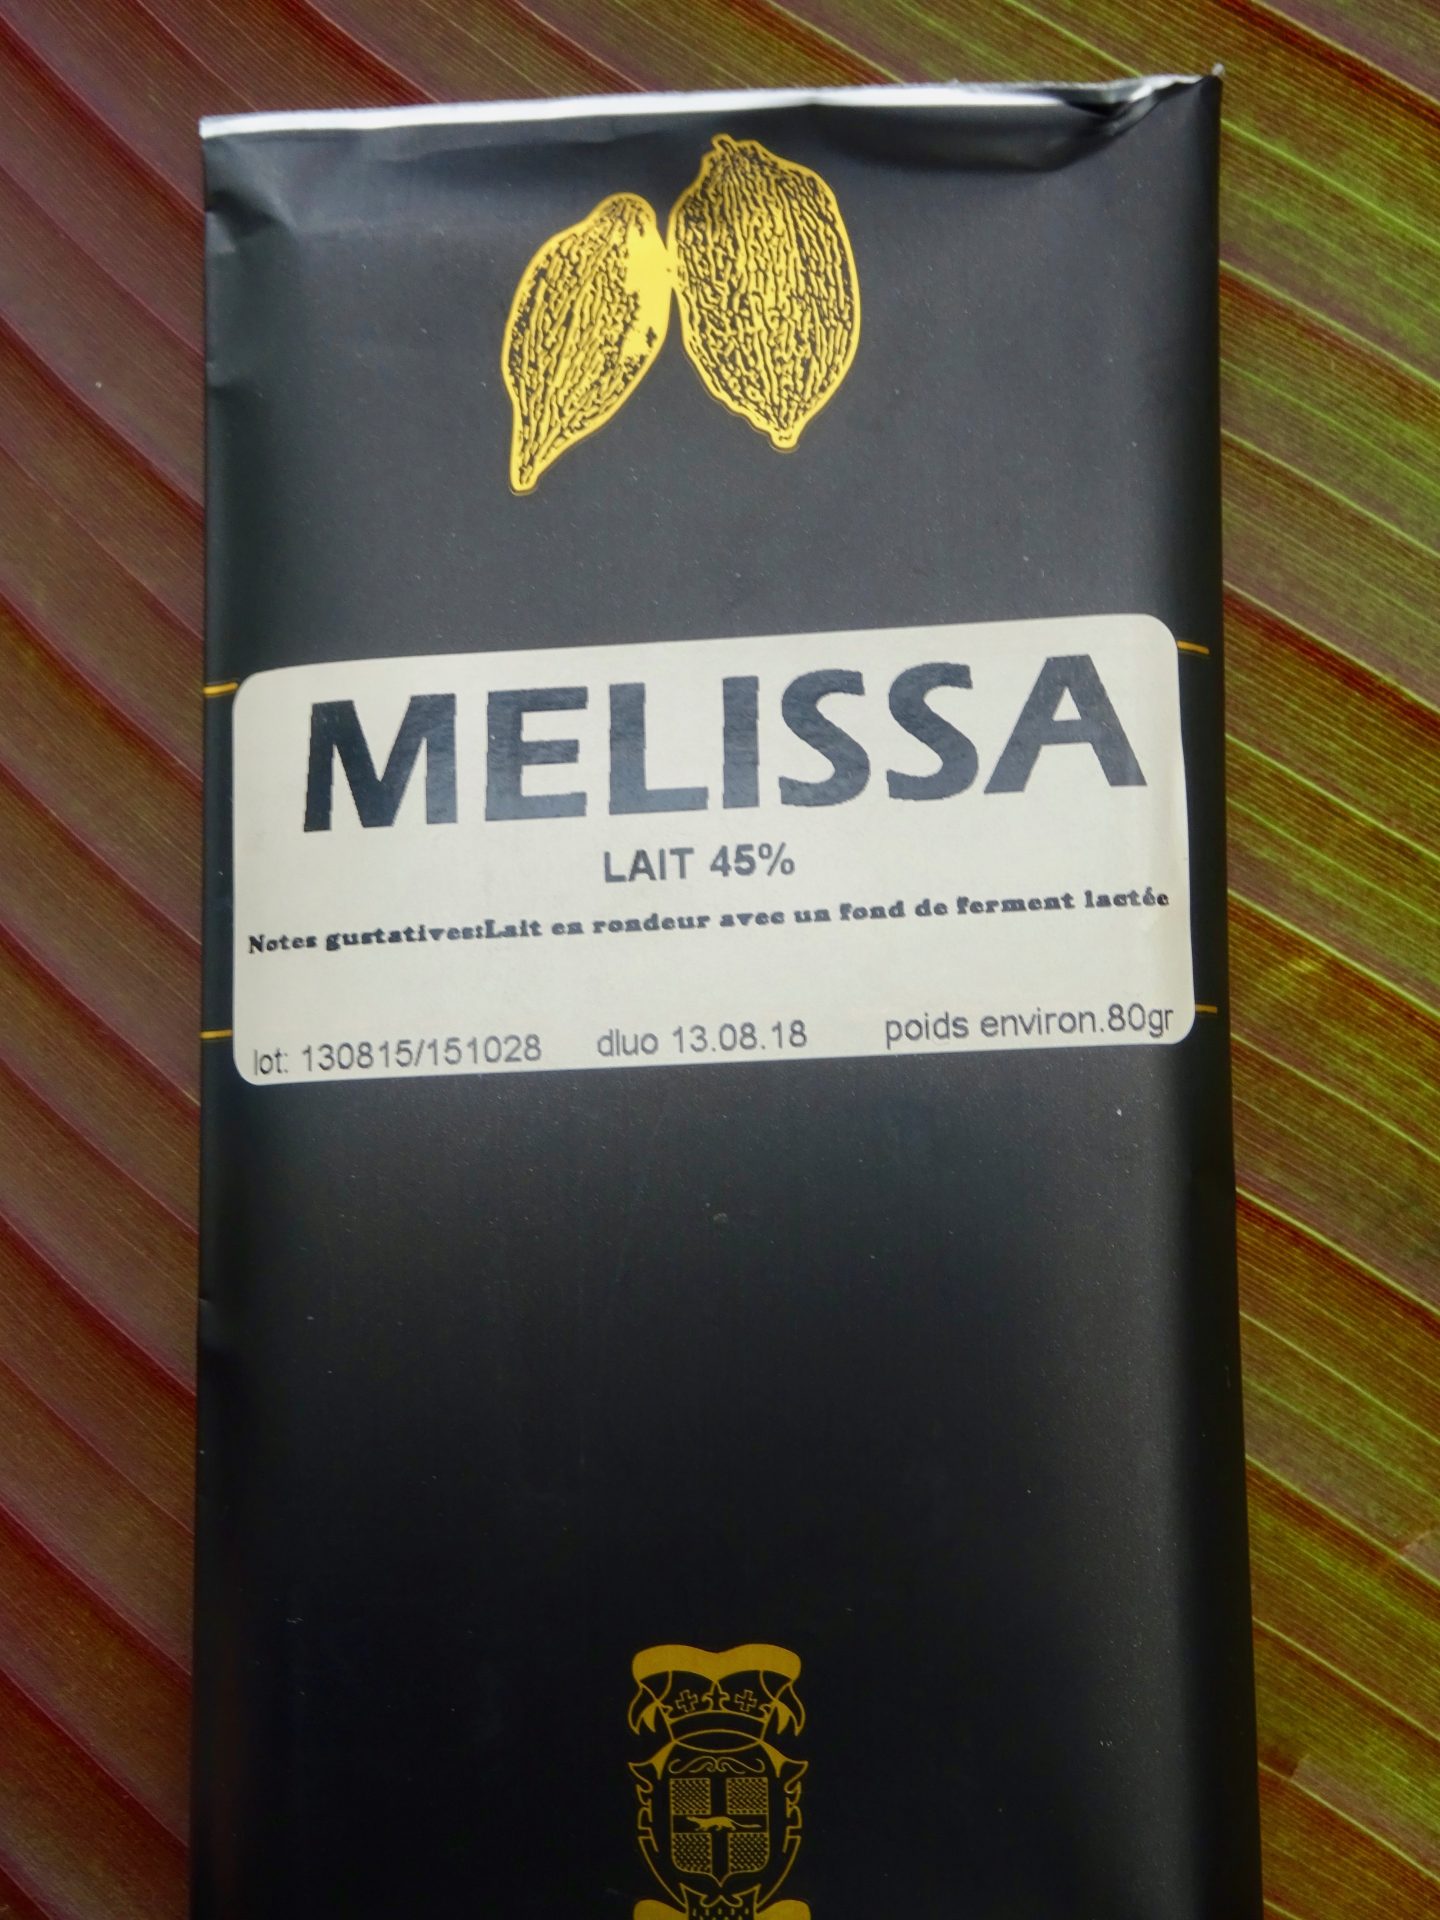 MELISSA
LAIT 45%
Notes gustatives:Lait en rondeur avec un fond de ferment lactée
lot: 130815/151028 dluo 13.08.18 poids environ.80gr